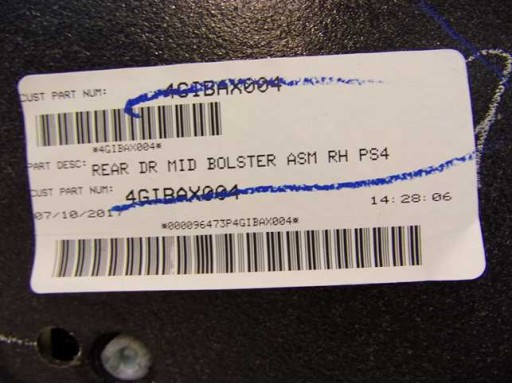 CUST PART NUM: 4GIBAX004
*4GIBAX004*
PART DESC: REAR DR MID BOLSTER ASM RH PS4
CUST PART NUM: 4GIBAX004
07/10/2017 14:28:06
*000096473P4GIBAX004*